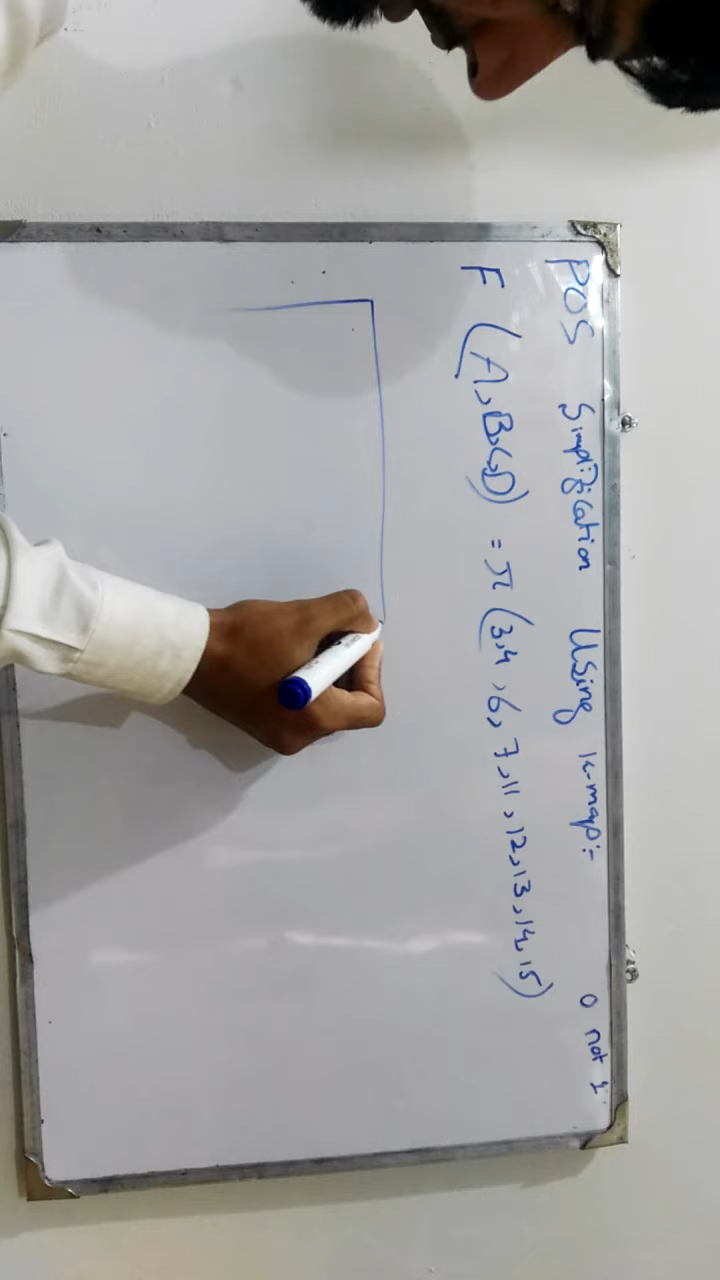 POS Simplification Using K-map:- 0 not 1
F (A,B,C,D) = π (3,4,6,7,11,12,13,14,15)